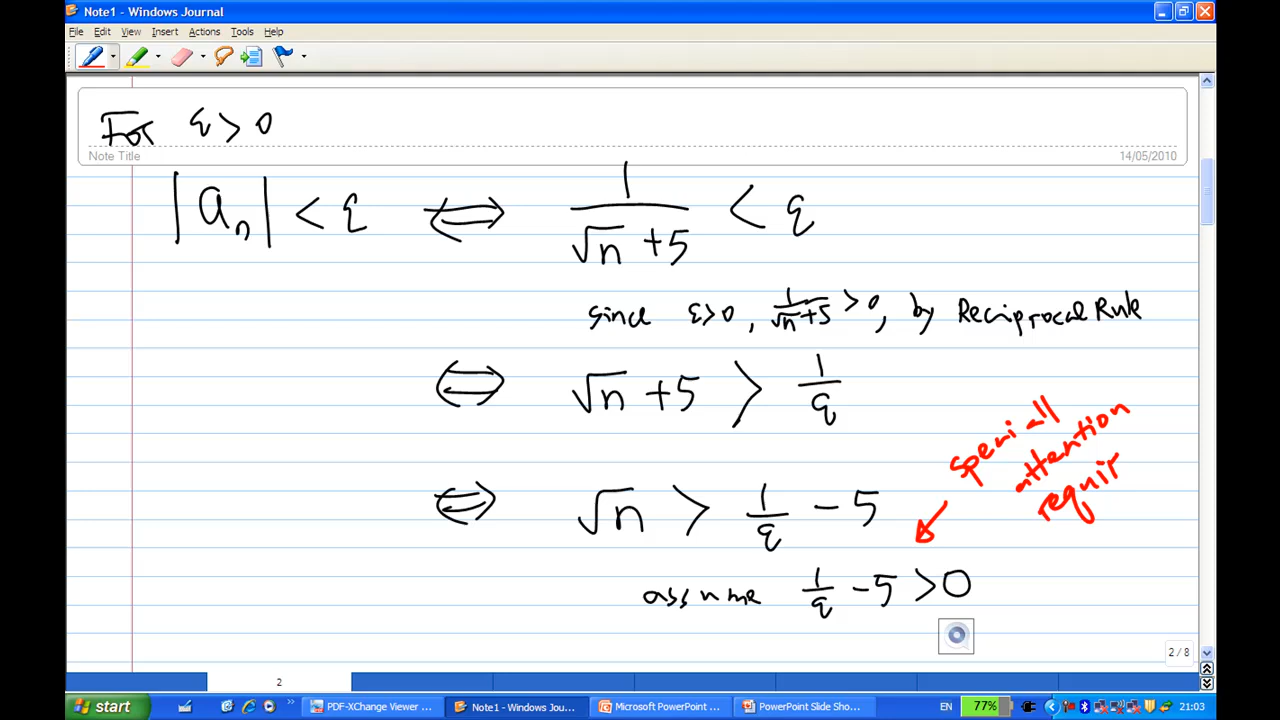 Note1 - Windows Journal
File Edit View Insert Actions Tools Help
For ε > 0
Note Title
14/05/2010
|a_n| < ε ⟺ 1/(√n + 5) < ε
since ε > 0, 1/(√n + 5) > 0, by Reciprocal Rule
⟺ √n + 5 > 1/ε
speciall
attention
requir
⟺ √n > 1/ε - 5
assume 1/ε - 5 > 0
2 / 8
2
start
PDF-XChange Viewer ...
Note1 - Windows Jou...
Microsoft PowerPoint ...
PowerPoint Slide Sho...
EN
77%
21:03